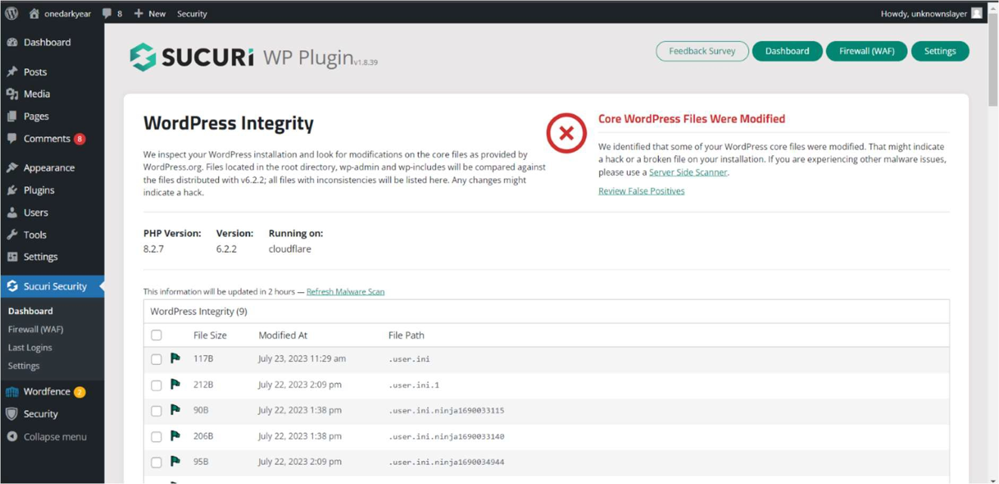 onedarkyear 8 New Security Howdy, unknownslayer
Dashboard
Posts
Media
Pages
Comments 8
Appearance
Plugins
Users
Tools
Settings
Sucuri Security
Dashboard
Firewall (WAF)
Last Logins
Settings
Wordfence 2
Security
Collapse menu
SUCURi WP Plugin v1.8.39
Feedback Survey Dashboard Firewall (WAF) Settings
WordPress Integrity
We inspect your WordPress installation and look for modifications on the core files as provided by
WordPress.org. Files located in the root directory, wp-admin and wp-includes will be compared against
the files distributed with v6.2.2; all files with inconsistencies will be listed here. Any changes might
indicate a hack.
Core WordPress Files Were Modified
We identified that some of your WordPress core files were modified. That might indicate
a hack or a broken file on your installation. If you are experiencing other malware issues,
please use a Server Side Scanner.
Review False Positives
PHP Version: Version: Running on:
8.2.7 6.2.2 cloudflare
This information will be updated in 2 hours — Refresh Malware Scan
WordPress Integrity (9)
File Size Modified At File Path
117B July 23, 2023 11:29 am .user.ini
212B July 22, 2023 2:09 pm .user.ini.1
90B July 22, 2023 1:38 pm .user.ini.ninja1690033115
206B July 22, 2023 1:38 pm .user.ini.ninja1690033140
95B July 22, 2023 2:09 pm .user.ini.ninja1690034944